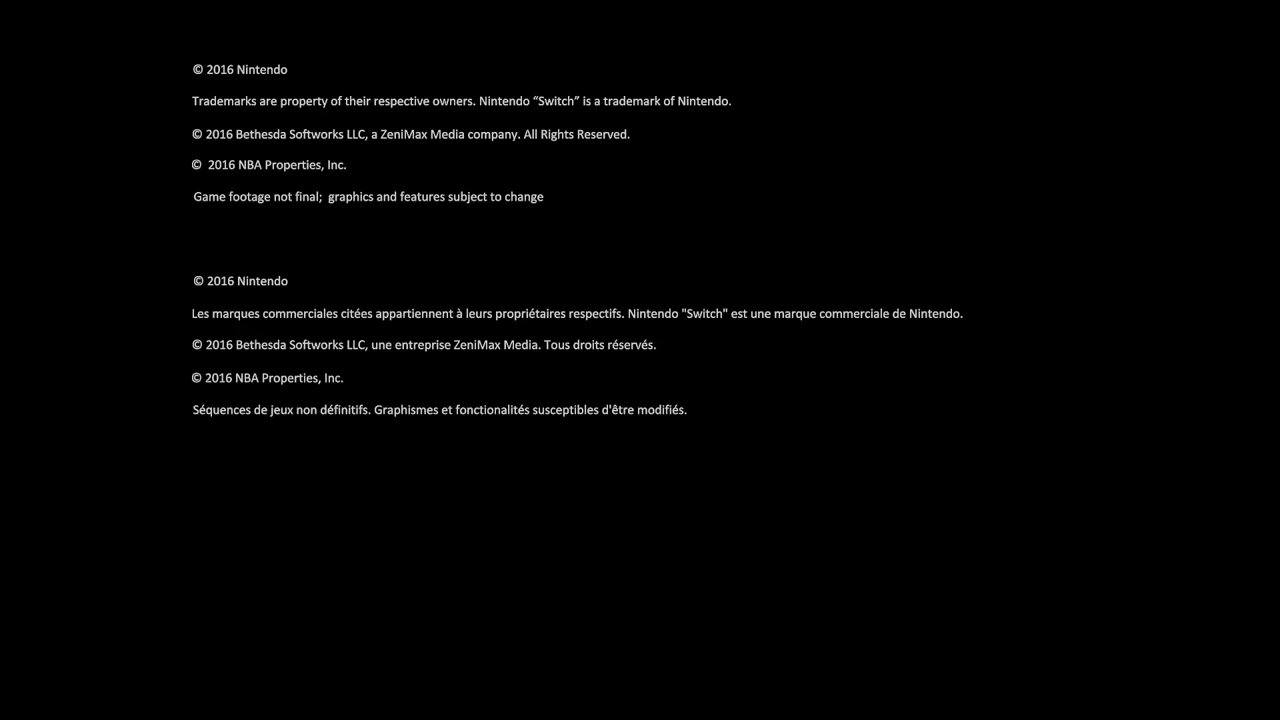 © 2016 Nintendo
Trademarks are property of their respective owners. Nintendo “Switch” is a trademark of Nintendo.
© 2016 Bethesda Softworks LLC, a ZeniMax Media company. All Rights Reserved.
©  2016 NBA Properties, Inc.
Game footage not final;  graphics and features subject to change
© 2016 Nintendo
Les marques commerciales citées appartiennent à leurs propriétaires respectifs. Nintendo "Switch" est une marque commerciale de Nintendo.
© 2016 Bethesda Softworks LLC, une entreprise ZeniMax Media. Tous droits réservés.
© 2016 NBA Properties, Inc.
Séquences de jeux non définitifs. Graphismes et fonctionalités susceptibles d'être modifiés.